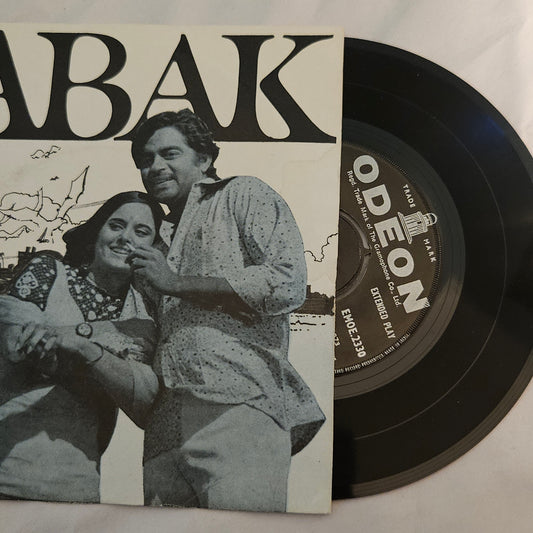 ABAK
ODEON
TRADE
MARK
Regd. Trade Mark of The Gramophone Co., Ltd.
EXTENDED PLAY
EMOE.2330